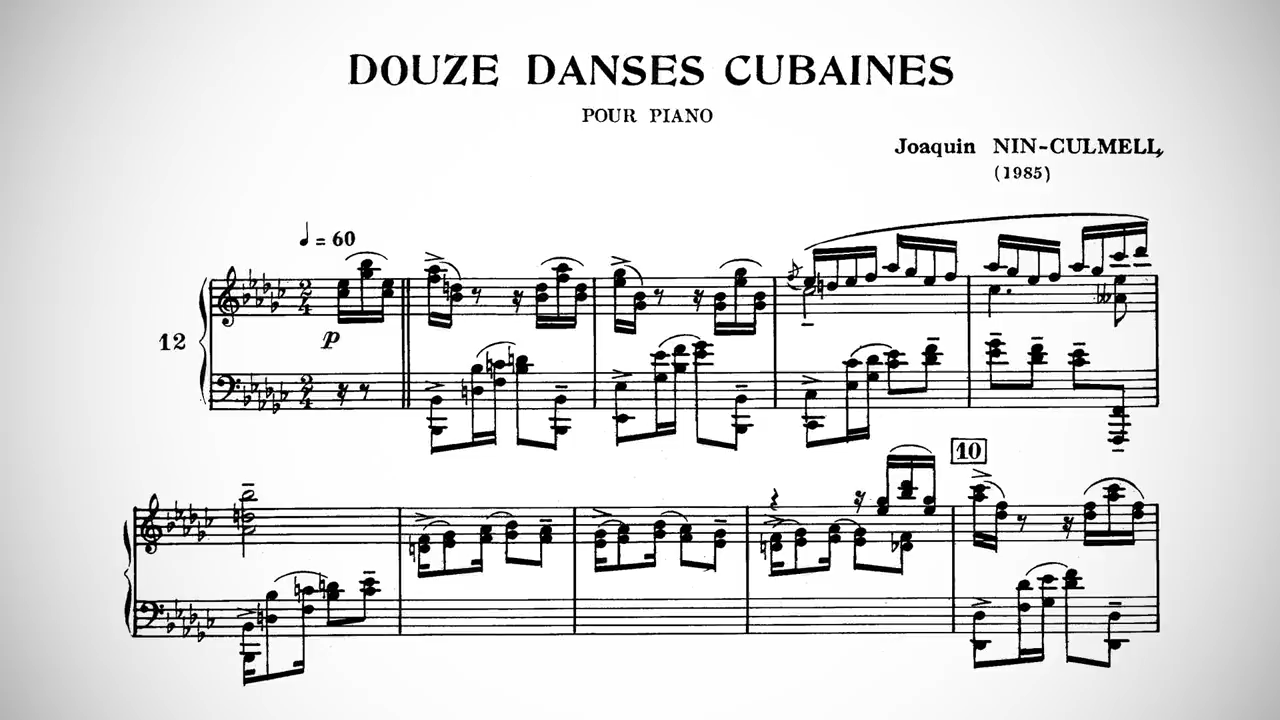 DOUZE DANSES CUBAINES
POUR PIANO
Joaquin NIN-CULMELL,
(1985)
♩ = 60
12
p
10